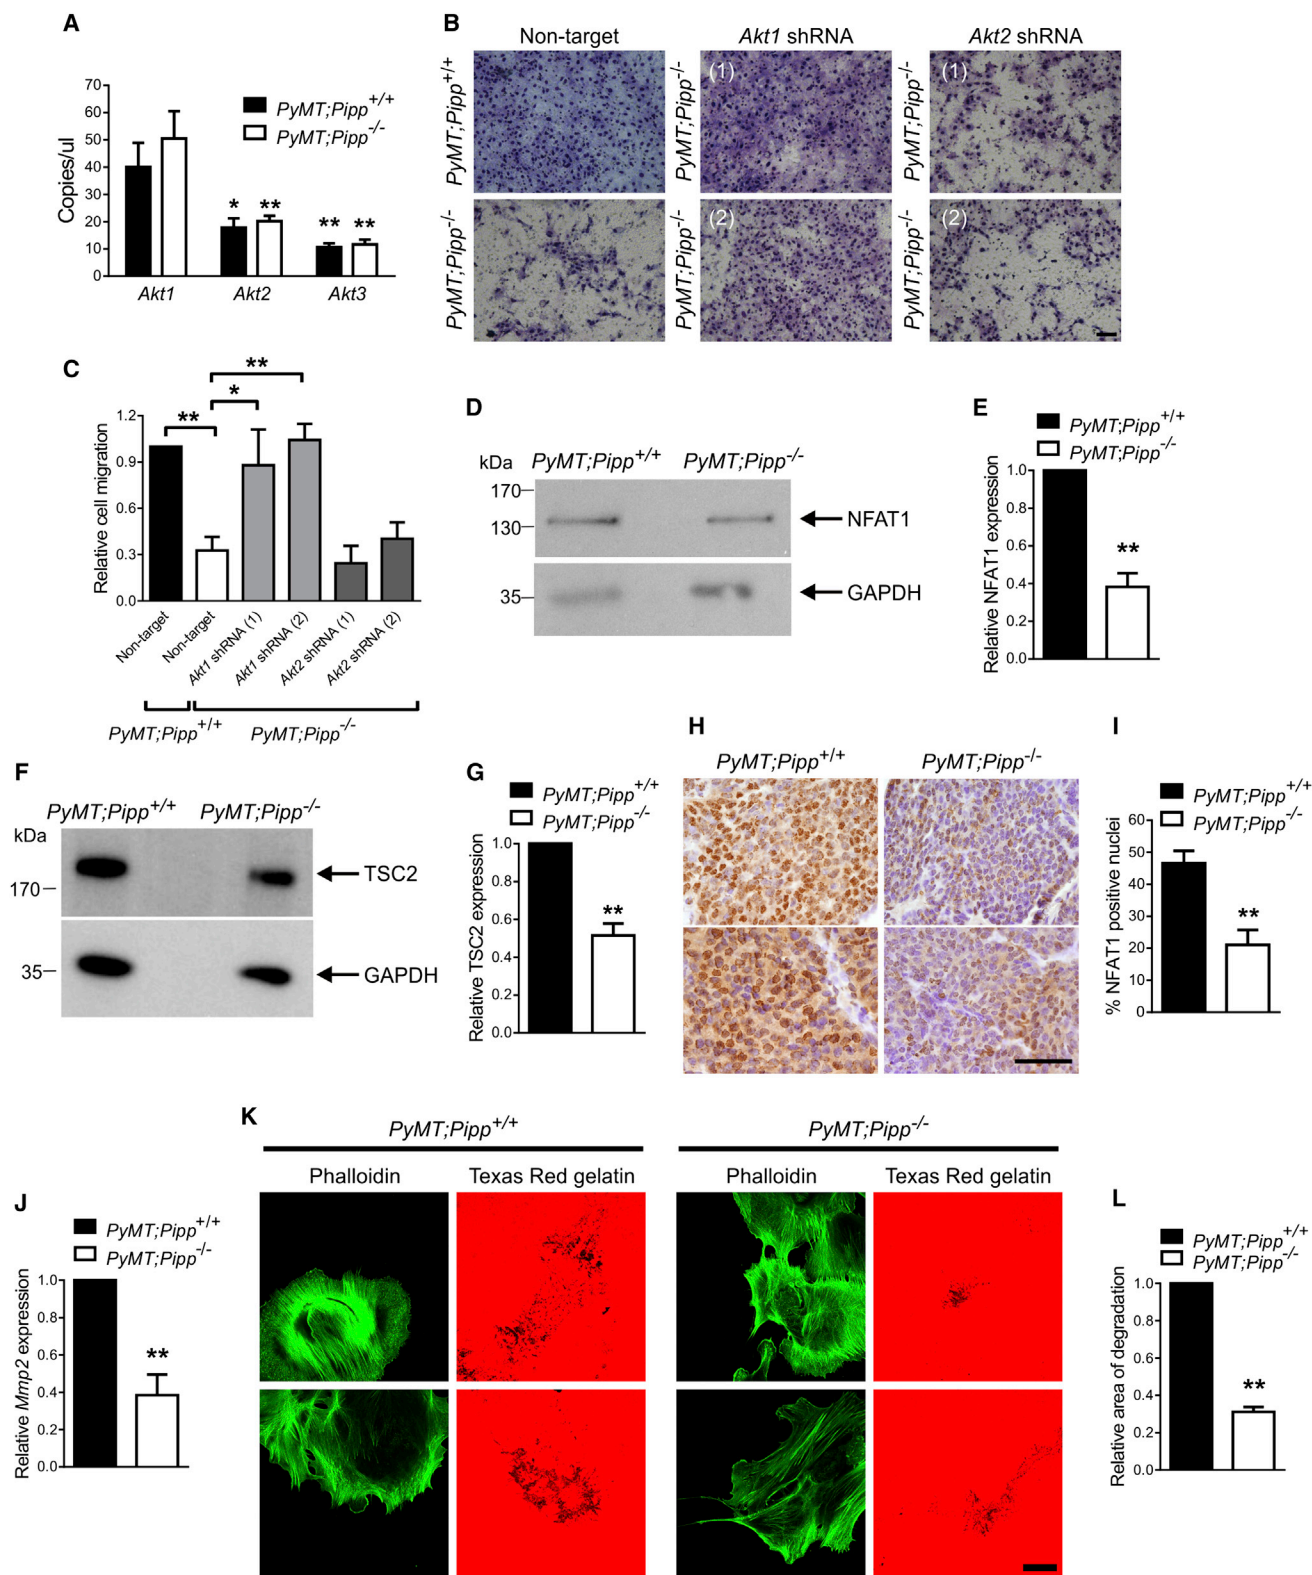 A
Copies/ul
70
60
50
40
30
20
10
0
PyMT;Pipp+/+
PyMT;Pipp-/-
* ** ** **
Akt1 Akt2 Akt3
B
Non-target Akt1 shRNA Akt2 shRNA
PyMT;Pipp+/+ PyMT;Pipp-/- (1) PyMT;Pipp-/- (1)
PyMT;Pipp-/- PyMT;Pipp-/- (2) PyMT;Pipp-/- (2)
C
Relative cell migration
1.2
0.9
0.6
0.3
0.0
**
*
**
Non-target
Non-target
Akt1 shRNA (1)
Akt1 shRNA (2)
Akt2 shRNA (1)
Akt2 shRNA (2)
PyMT;Pipp+/+ PyMT;Pipp-/-
D
kDa PyMT;Pipp+/+ PyMT;Pipp-/-
170
130
NFAT1
35
GAPDH
E
PyMT;Pipp+/+
PyMT;Pipp-/-
Relative NFAT1 expression
1.0
0.8
0.6
0.4
0.2
0.0
**
F
PyMT;Pipp+/+ PyMT;Pipp-/-
kDa
170
TSC2
35
GAPDH
G
PyMT;Pipp+/+
PyMT;Pipp-/-
Relative TSC2 expression
1.0
0.8
0.6
0.4
0.2
0.0
**
H
PyMT;Pipp+/+ PyMT;Pipp-/-
I
PyMT;Pipp+/+
PyMT;Pipp-/-
% NFAT1 positive nuclei
60
50
40
30
20
10
0
**
J
PyMT;Pipp+/+
PyMT;Pipp-/-
Relative Mmp2 expression
1.0
0.8
0.6
0.4
0.2
0.0
**
K
PyMT;Pipp+/+ PyMT;Pipp-/-
Phalloidin Texas Red gelatin Phalloidin Texas Red gelatin
L
PyMT;Pipp+/+
PyMT;Pipp-/-
Relative area of degradation
1.0
0.8
0.6
0.4
0.2
0.0
**